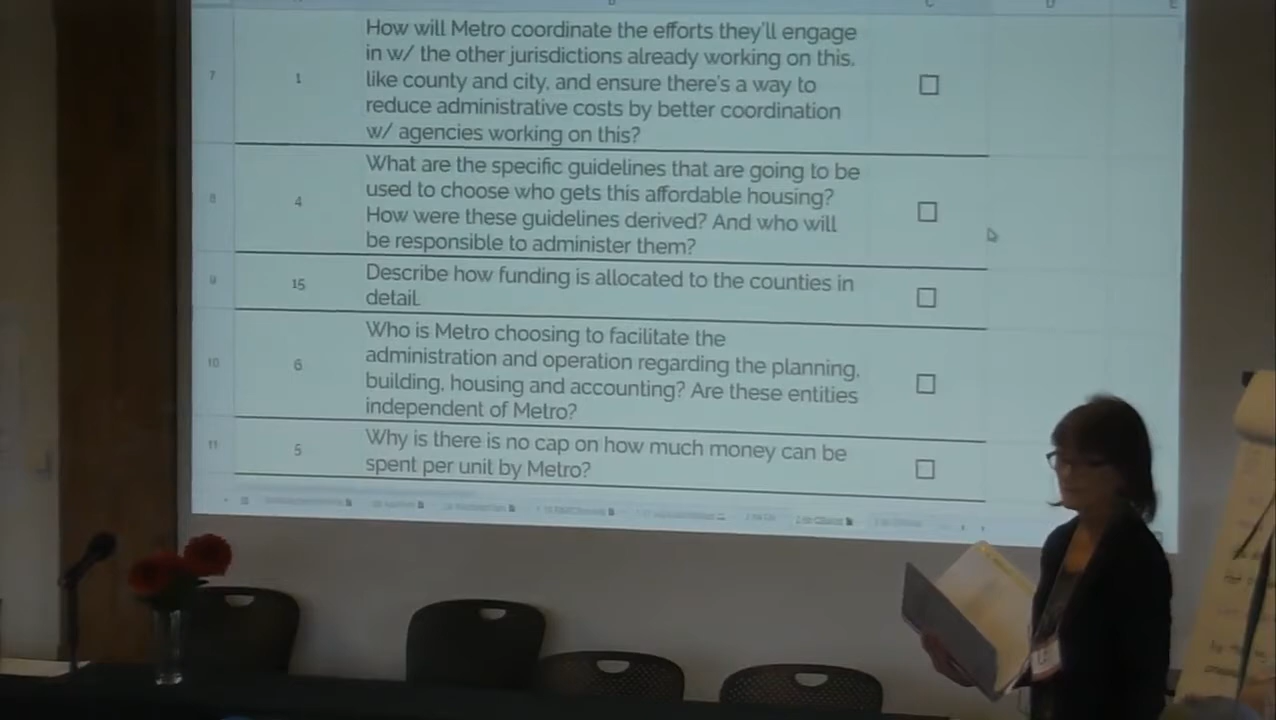 B C D E
7 1 How will Metro coordinate the efforts they'll engage
in w/ the other jurisdictions already working on this,
like county and city, and ensure there's a way to
reduce administrative costs by better coordination
w/ agencies working on this?
8 4 What are the specific guidelines that are going to be
used to choose who gets this affordable housing?
How were these guidelines derived? And who will
be responsible to administer them?
9 15 Describe how funding is allocated to the counties in
detail.
10 6 Who is Metro choosing to facilitate the
administration and operation regarding the planning,
building, housing and accounting? Are these entities
independent of Metro?
11 5 Why is there is no cap on how much money can be
spent per unit by Metro?